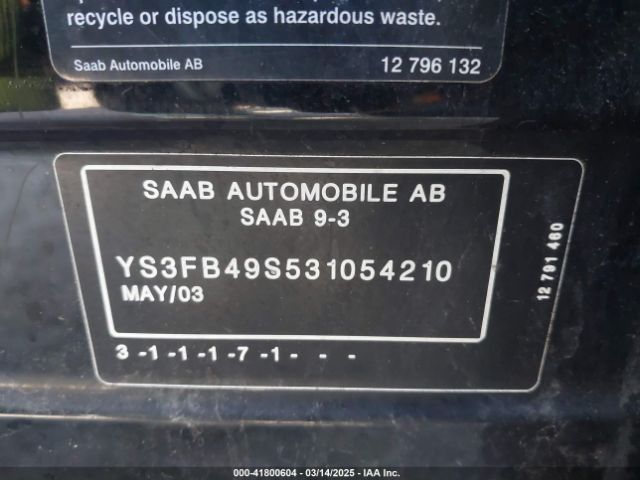 recycle or dispose as hazardous waste.
Saab Automobile AB 12 796 132
SAAB AUTOMOBILE AB
SAAB 9-3
YS3FB49S531054210
MAY/03
3 -1 -1 -1 -7 -1 - - -
12 791 460
000-41800604 - 03/14/2025 - IAA Inc.